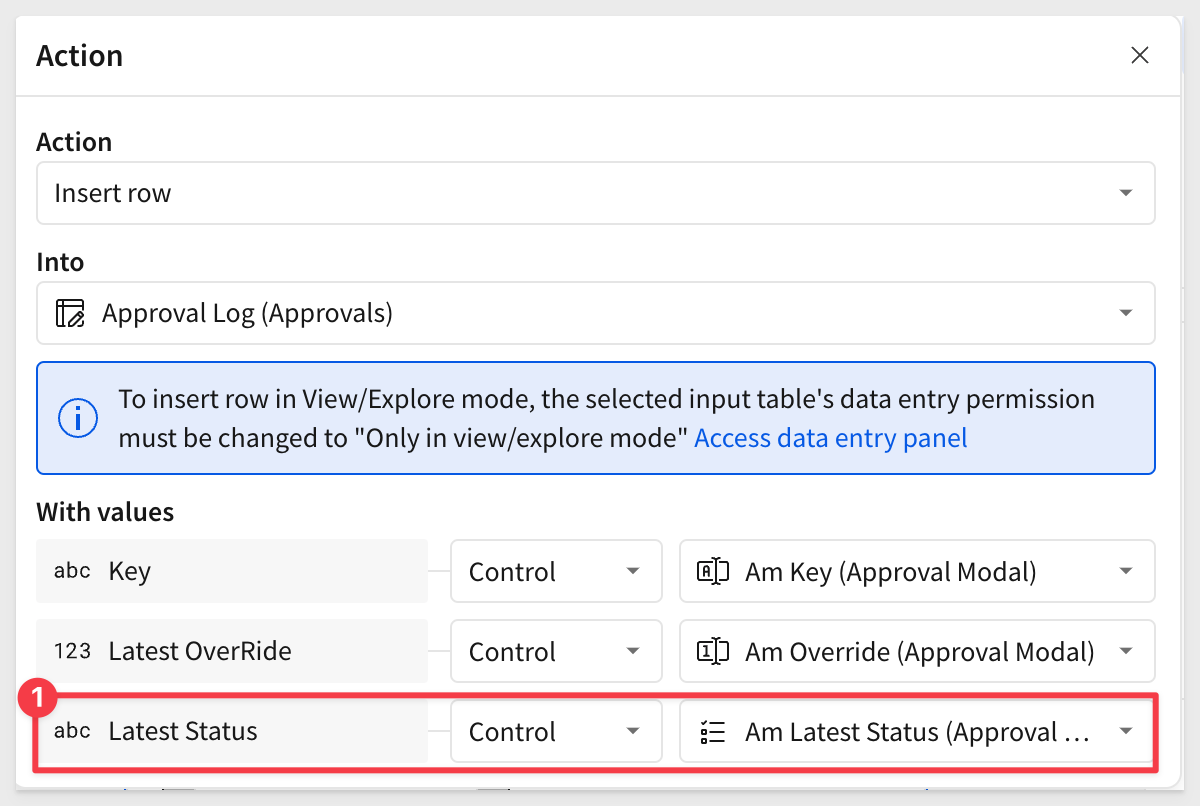 Action
Action
Insert row
Into
Approval Log (Approvals)
To insert row in View/Explore mode, the selected input table's data entry permission
must be changed to "Only in view/explore mode" Access data entry panel
With values
abc Key Control Am Key (Approval Modal)
123 Latest OverRide Control Am Override (Approval Modal)
1
abc Latest Status Control Am Latest Status (Approval ...